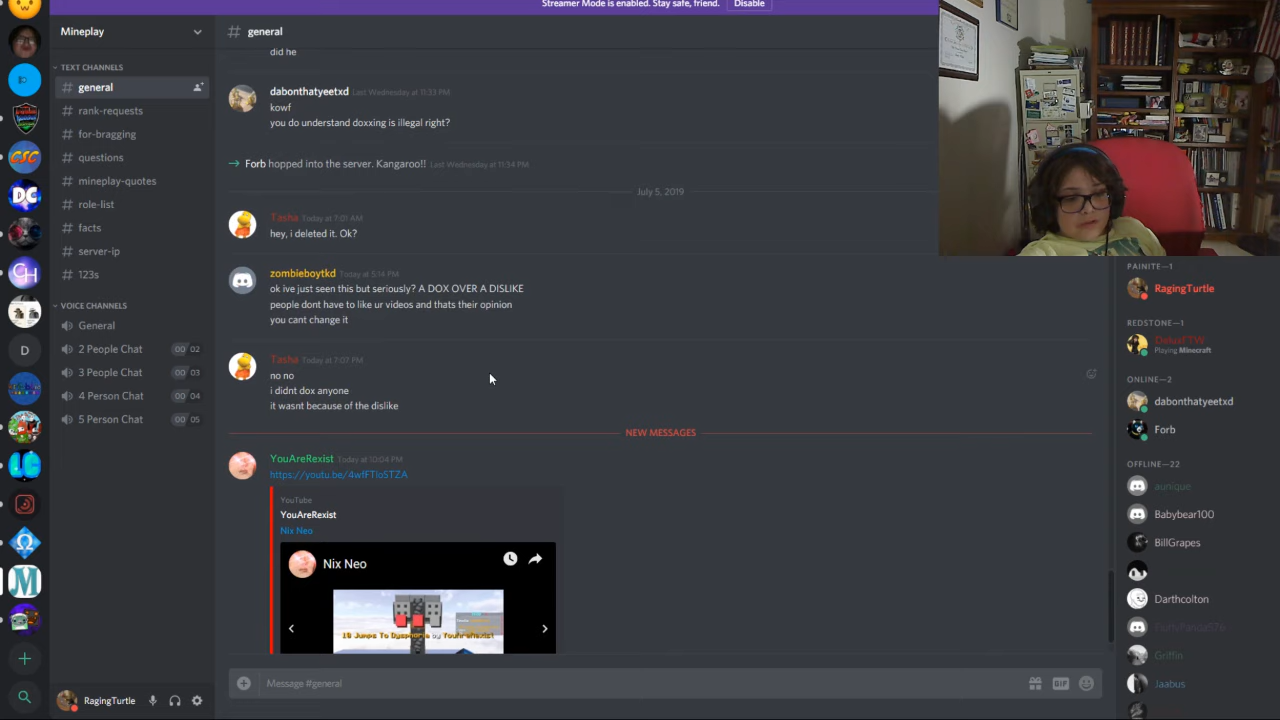 Streamer Mode is enabled. Stay safe, friend.
Disable
Mineplay
general
TEXT CHANNELS
general
rank-requests
for-bragging
questions
mineplay-quotes
role-list
facts
server-ip
123s
VOICE CHANNELS
General
2 People Chat 00 02
3 People Chat 00 03
4 Person Chat 00 04
5 Person Chat 00 05
RagingTurtle
did he
dabonthatyeetxd Last Wednesday at 11:33 PM
kowf
you do understand doxxing is illegal right?
Forb hopped into the server. Kangaroo!! Last Wednesday at 11:34 PM
July 5, 2019
Tasha Today at 7:01 AM
hey, i deleted it. Ok?
zombieboytkd Today at 5:14 PM
ok ive just seen this but seriously? A DOX OVER A DISLIKE
people dont have to like ur videos and thats their opinion
you cant change it
Tasha Today at 7:07 PM
no no
i didnt dox anyone
it wasnt because of the dislike
NEW MESSAGES
YouAreRexist Today at 10:04 PM
YouTube
YouAreRexist
Nix Neo
Nix Neo
10 Jumps To Dysphoria by YouAreRexist
Message #general
GIF
PAINITE—1
RagingTurtle
REDSTONE—1
Playing Minecraft
ONLINE—2
dabonthatyeetxd
Forb
OFFLINE—22
aunique
Babybear100
BillGrapes
Darthcolton
Griffin
Jaabus